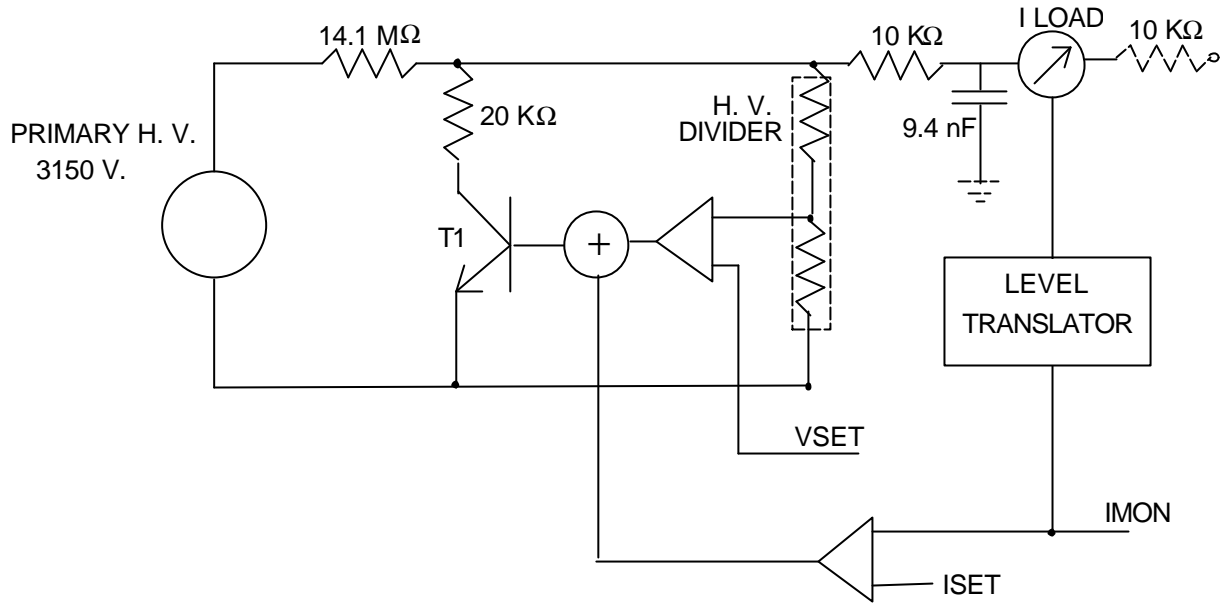 I LOAD
14.1 MΩ
10 KΩ
10 KΩ
20 KΩ
H. V.
DIVIDER
9.4 nF
PRIMARY H. V.
3150 V.
T1
+
LEVEL
TRANSLATOR
VSET
IMON
ISET